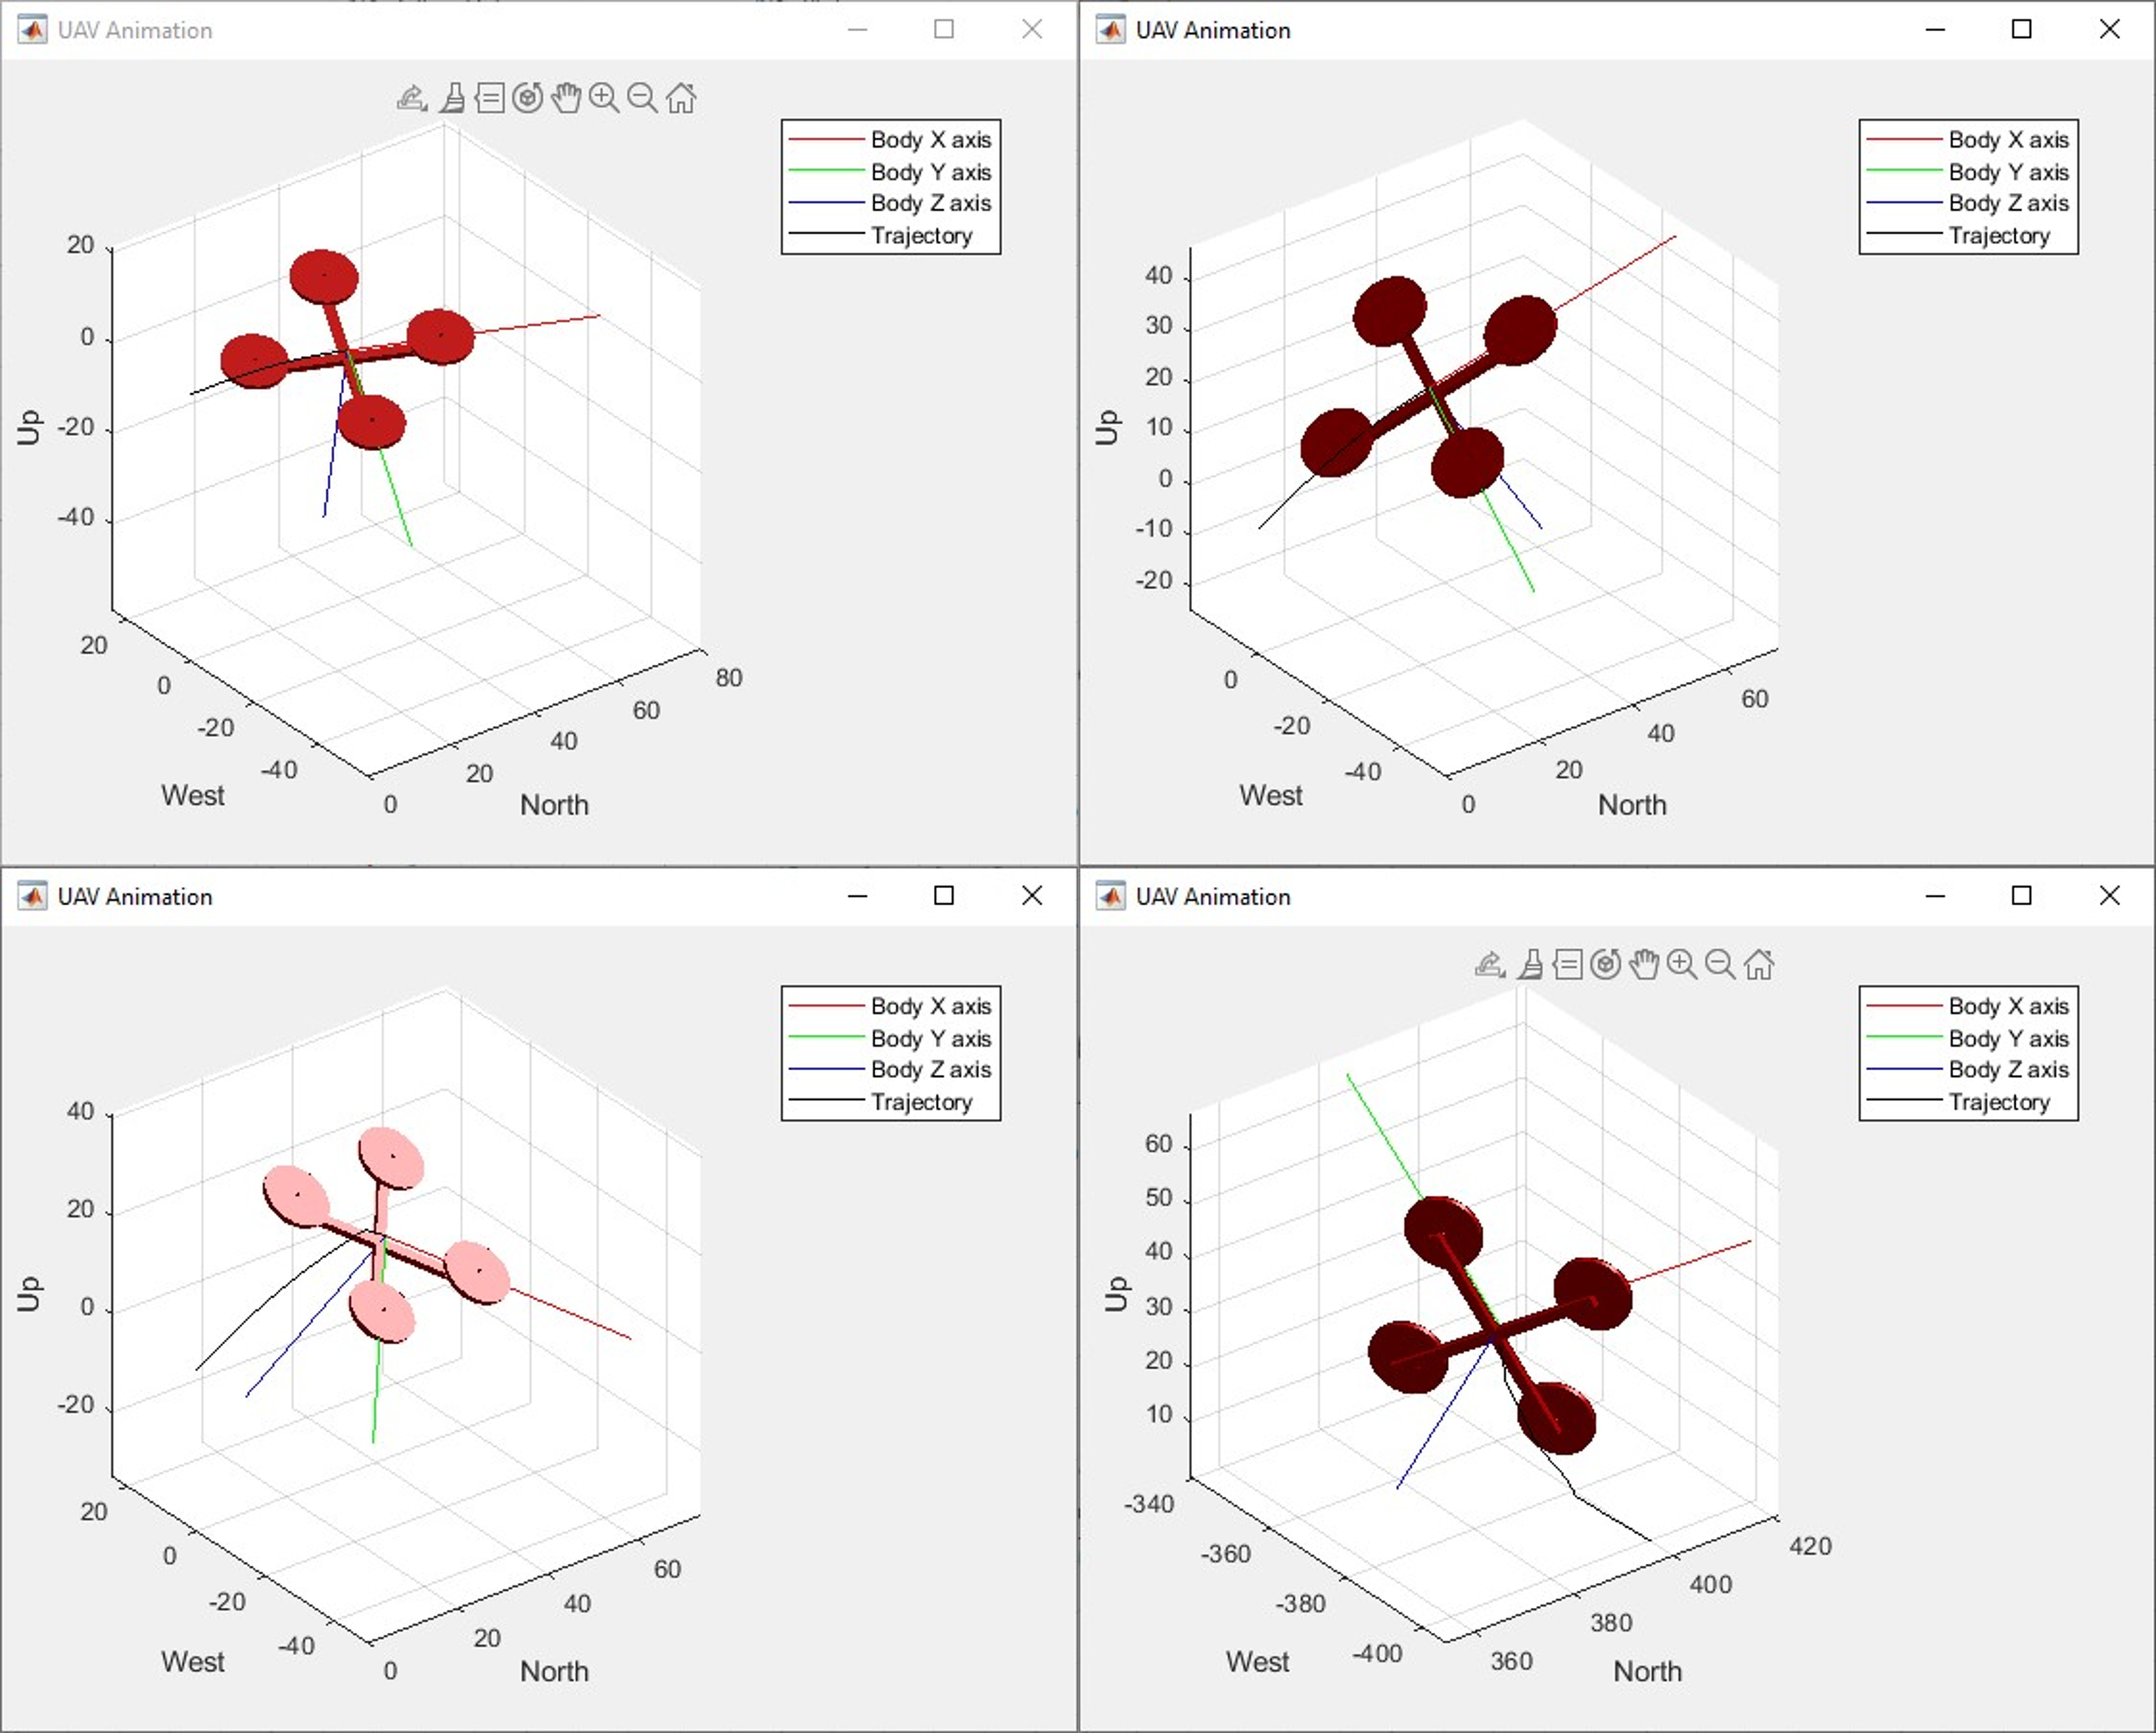 UAV Animation
Body X axis
Body Y axis
Body Z axis
Trajectory
20
0
-20
-40
Up
20
0
-20
-40
West
0
20
40
60
80
North
UAV Animation
Body X axis
Body Y axis
Body Z axis
Trajectory
40
30
20
10
0
-10
-20
Up
0
-20
-40
West
0
20
40
60
North
UAV Animation
Body X axis
Body Y axis
Body Z axis
Trajectory
40
20
0
-20
Up
20
0
-20
-40
West
0
20
40
60
North
UAV Animation
Body X axis
Body Y axis
Body Z axis
Trajectory
60
50
40
30
20
10
Up
-340
-360
-380
-400
West
360
380
400
420
North